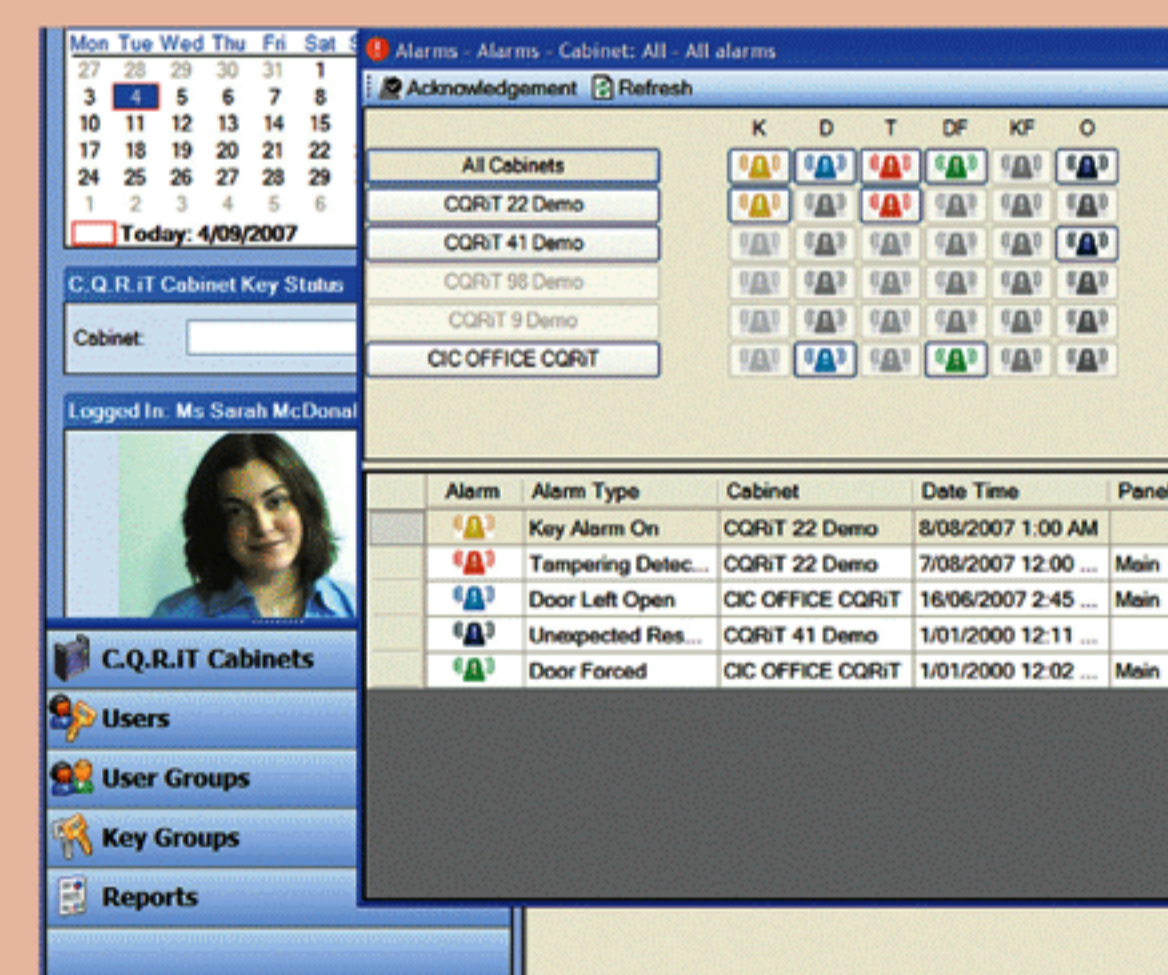 Mon Tue Wed Thu Fri Sat
27 28 29 30 31 1
3 4 5 6 7 8
10 11 12 13 14 15
17 18 19 20 21 22
24 25 26 27 28 29
1 2 3 4 5 6
Today: 4/09/2007
C.Q.R.iT Cabinet Key Status
Cabinet:
Logged In: Ms Sarah McDonal
C.Q.R.iT Cabinets
Users
User Groups
Key Groups
Reports
Alarms - Alarms - Cabinet: All - All alarms
Acknowledgement Refresh
K D T DF KF O
All Cabinets
CQRiT 22 Demo
CQRiT 41 Demo
CQRiT 98 Demo
CQRiT 9 Demo
CIC OFFICE CQRiT
Alarm Alarm Type Cabinet Date Time Panel
Key Alarm On CQRiT 22 Demo 8/08/2007 1:00 AM
Tampering Detec... CQRiT 22 Demo 7/08/2007 12:00 ... Main
Door Left Open CIC OFFICE CQRiT 16/06/2007 2:45 ... Main
Unexpected Res... CQRiT 41 Demo 1/01/2000 12:11 ...
Door Forced CIC OFFICE CQRiT 1/01/2000 12:02 ... Main